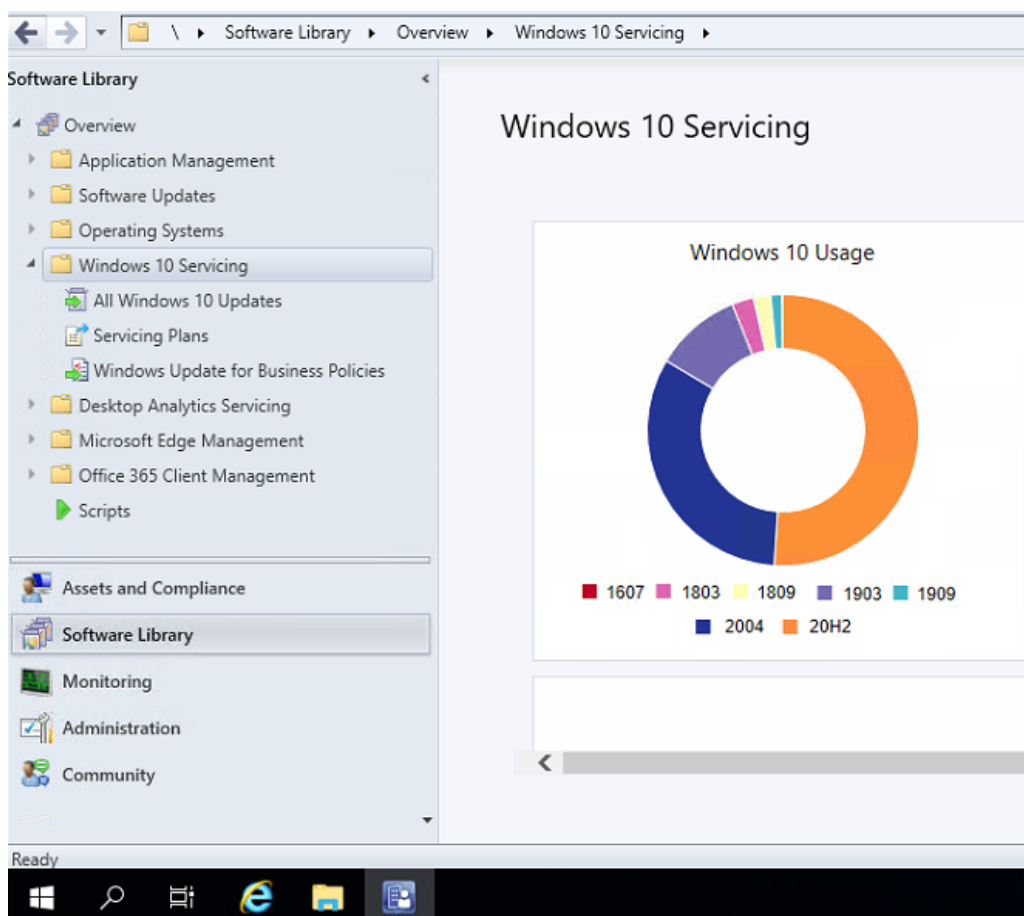 \ Software Library Overview Windows 10 Servicing
Software Library
Overview
Application Management
Software Updates
Operating Systems
Windows 10 Servicing
All Windows 10 Updates
Servicing Plans
Windows Update for Business Policies
Desktop Analytics Servicing
Microsoft Edge Management
Office 365 Client Management
Scripts
Assets and Compliance
Software Library
Monitoring
Administration
Community
Windows 10 Servicing
Windows 10 Usage
1607 1803 1809 1903 1909
2004 20H2
Ready